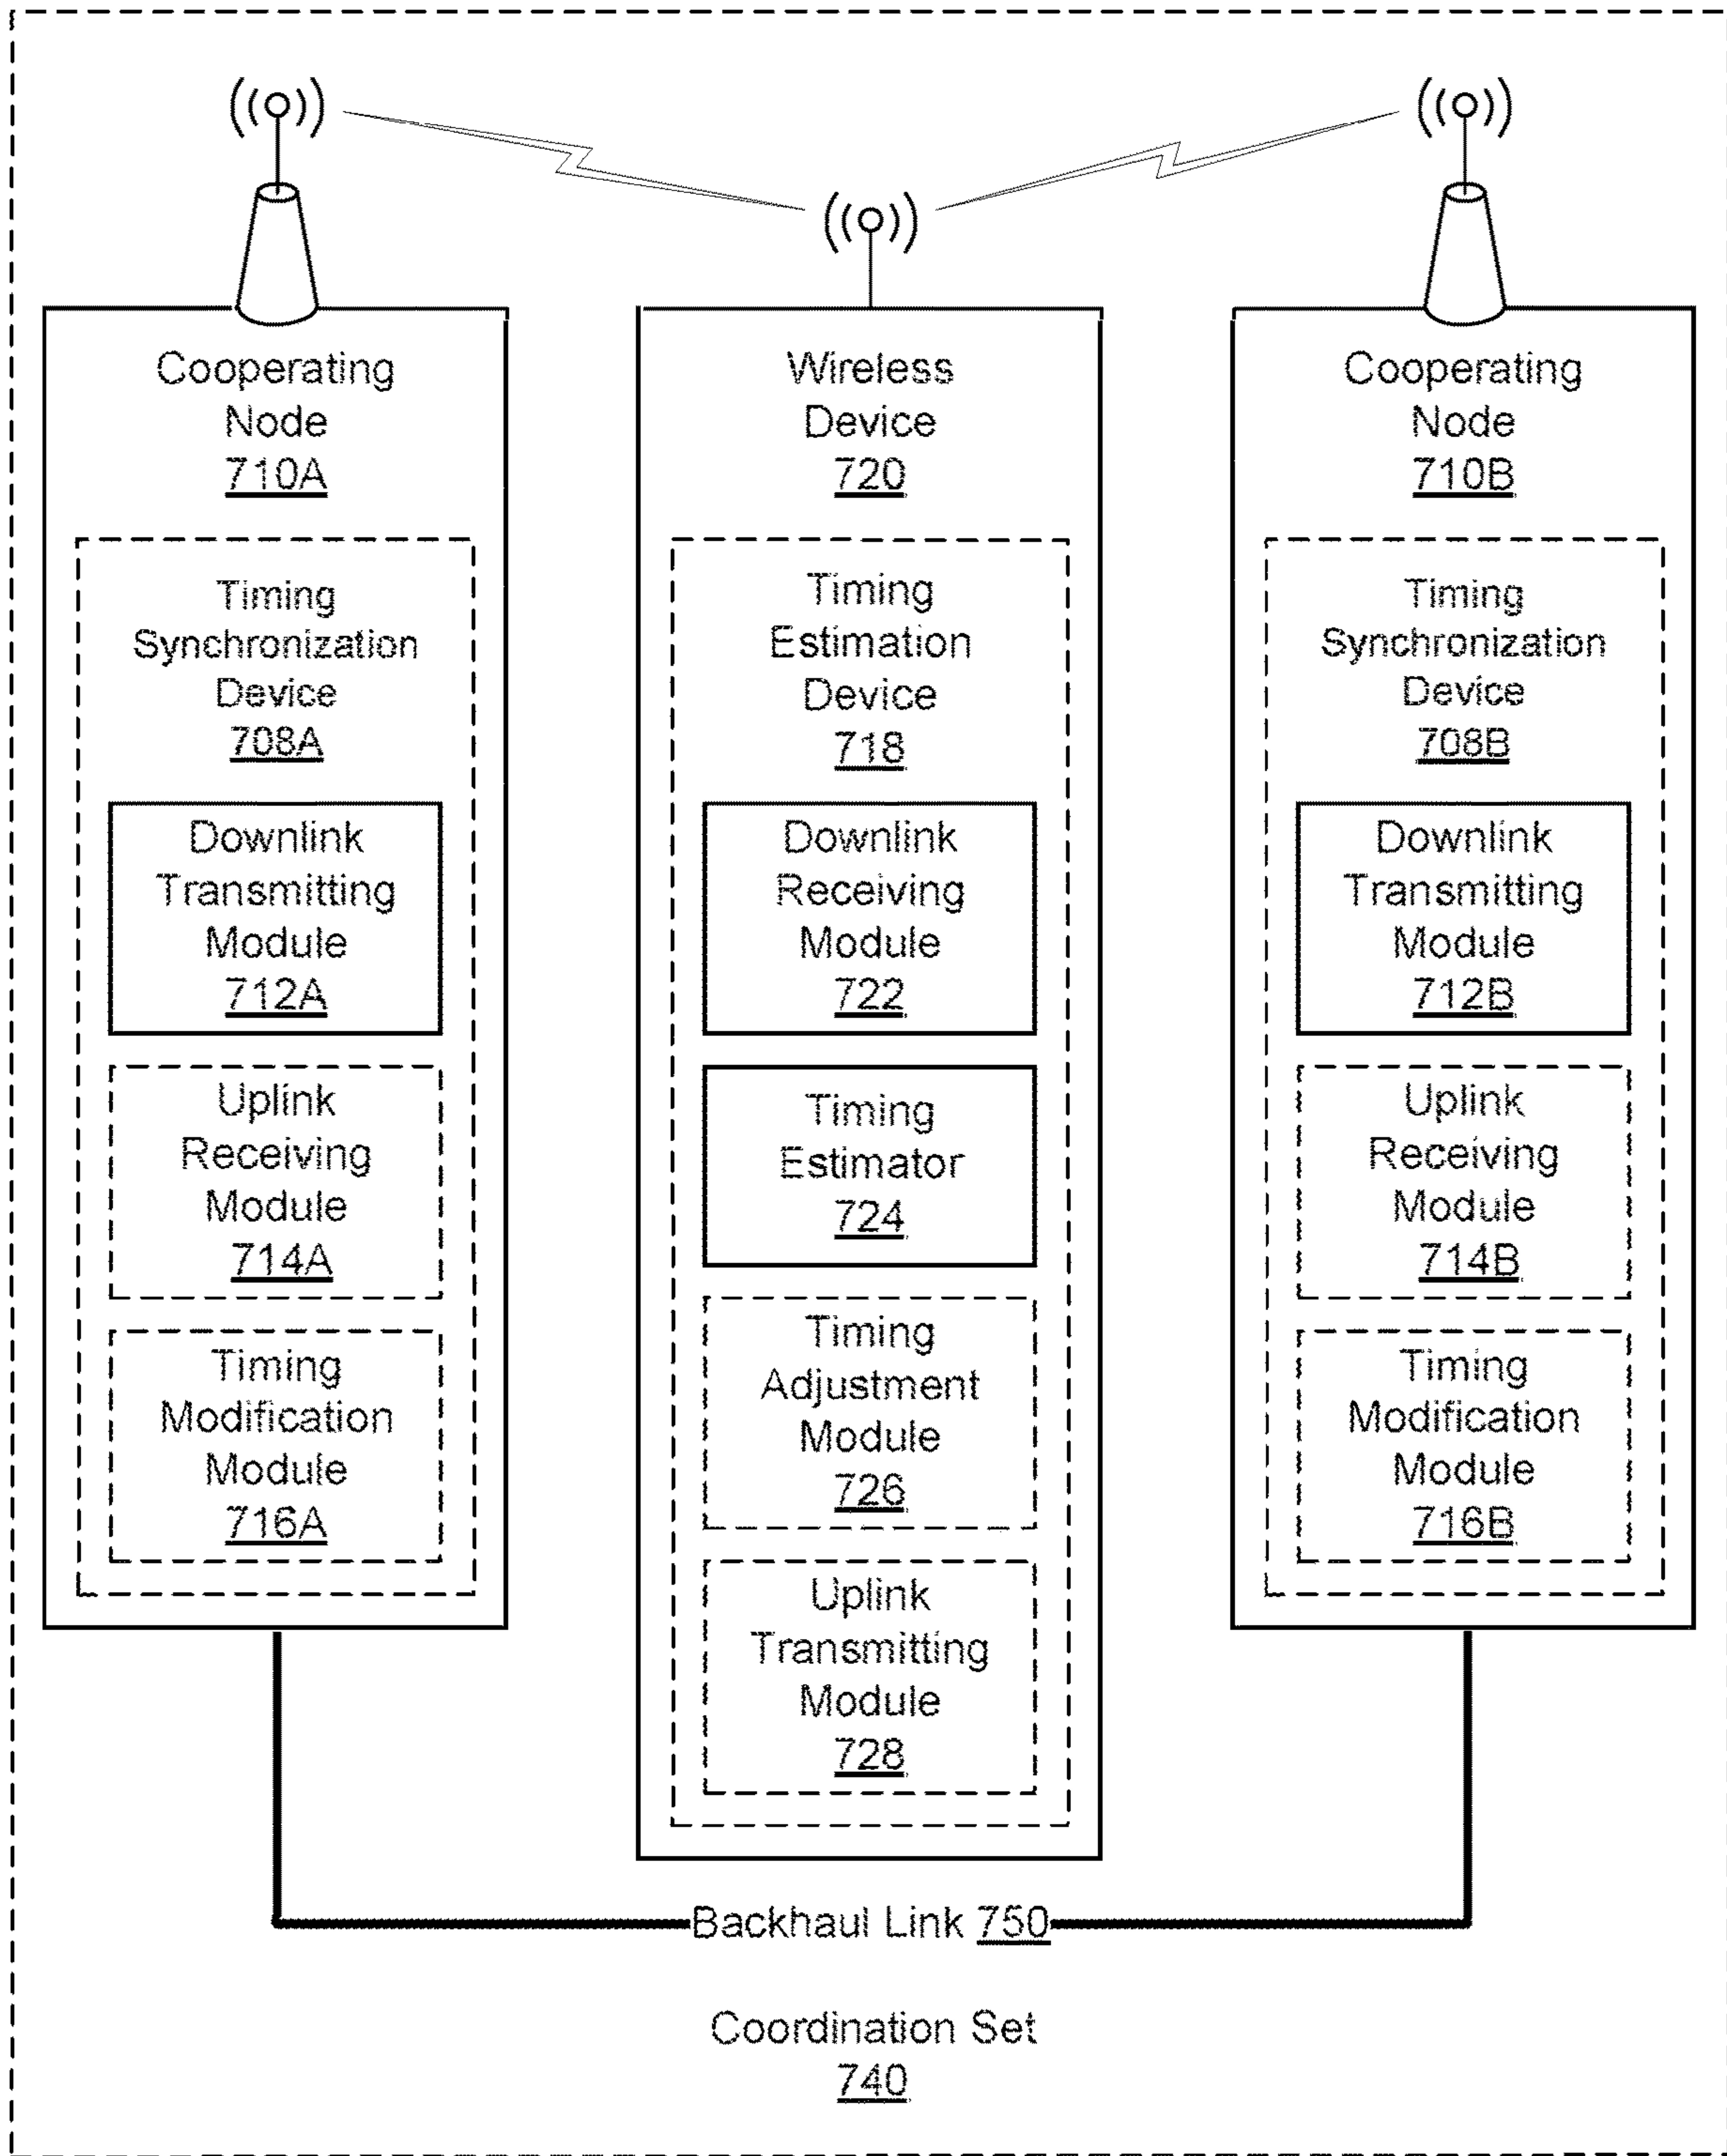 Cooperating
Node
710A
Timing
Synchronization
Device
708A
Downlink
Transmitting
Module
712A
Uplink
Receiving
Module
714A
Timing
Modification
Module
716A
Wireless
Device
720
Timing
Estimation
Device
718
Downlink
Receiving
Module
722
Timing
Estimator
724
Timing
Adjustment
Module
726
Uplink
Transmitting
Module
728
Cooperating
Node
710B
Timing
Synchronization
Device
708B
Downlink
Transmitting
Module
712B
Uplink
Receiving
Module
714B
Timing
Modification
Module
716B
Backhaul Link 750
Coordination Set
740